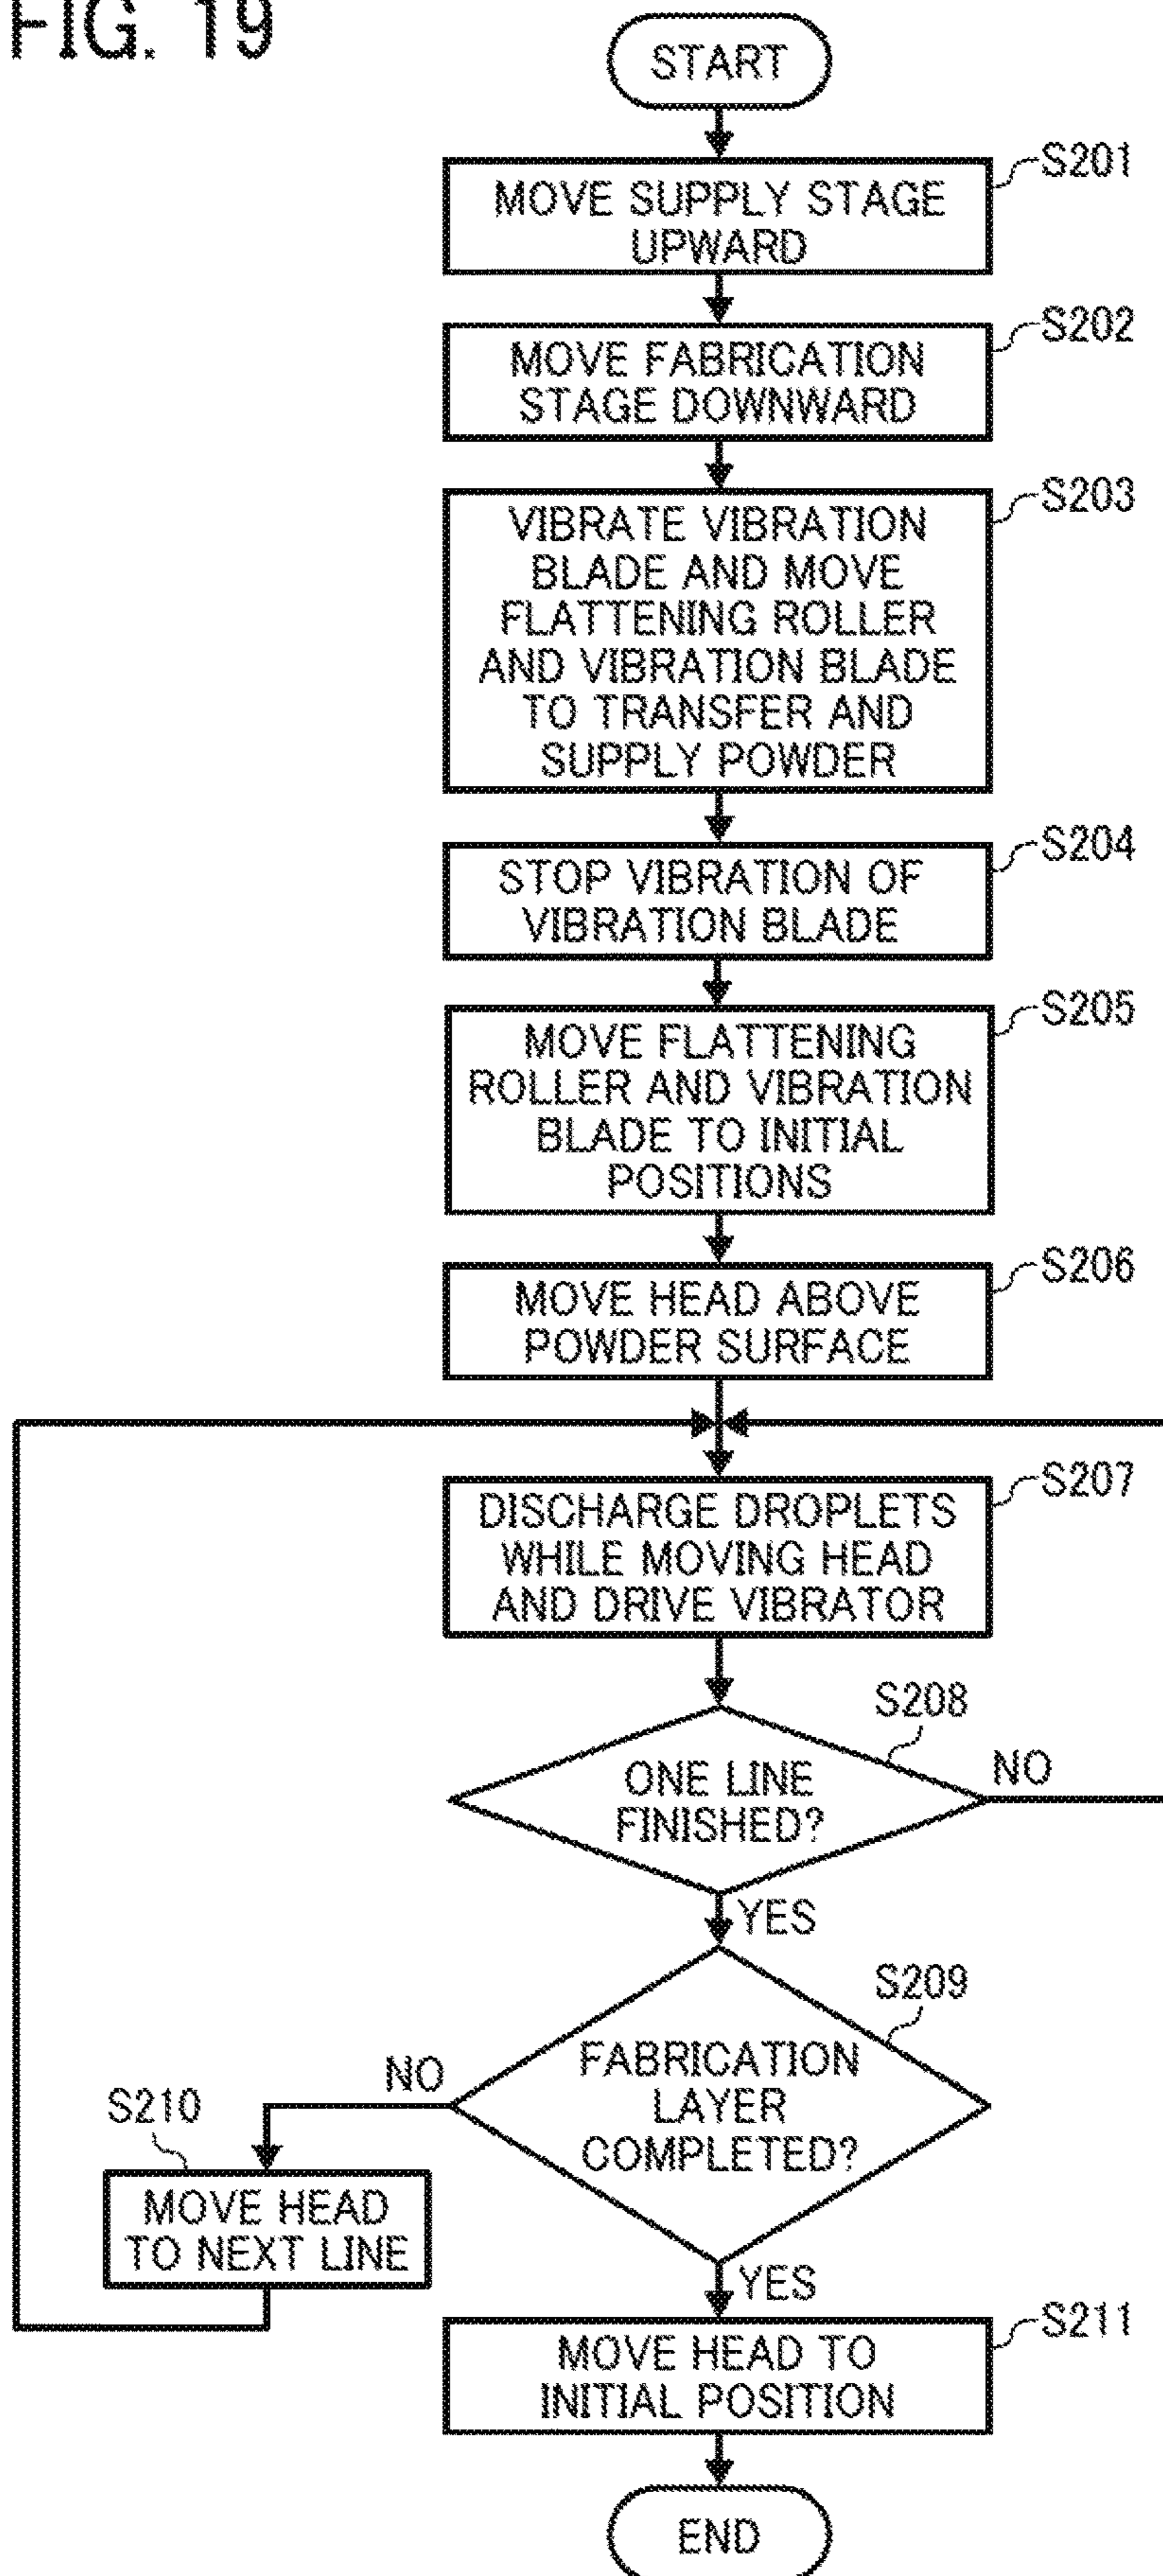 FIG. 19
START
S201
MOVE SUPPLY STAGE
UPWARD
S202
MOVE FABRICATION
STAGE DOWNWARD
S203
VIBRATE VIBRATION
BLADE AND MOVE
FLATTENING ROLLER
AND VIBRATION BLADE
TO TRANSFER AND
SUPPLY POWDER
S204
STOP VIBRATION OF
VIBRATION BLADE
S205
MOVE FLATTENING
ROLLER AND VIBRATION
BLADE TO INITIAL
POSITIONS
S206
MOVE HEAD ABOVE
POWDER SURFACE
S207
DISCHARGE DROPLETS
WHILE MOVING HEAD
AND DRIVE VIBRATOR
S208
ONE LINE
FINISHED?
NO
YES
S209
FABRICATION
LAYER
COMPLETED?
NO
S210
MOVE HEAD
TO NEXT LINE
YES
S211
MOVE HEAD TO
INITIAL POSITION
END